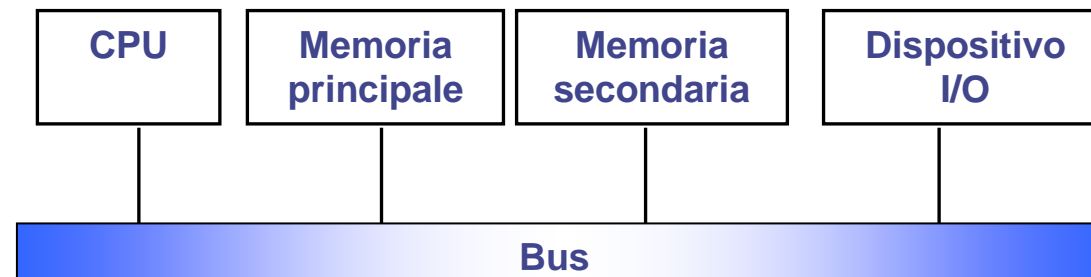 CPU
Memoria
principale
Memoria
secondaria
Dispositivo
I/O
Bus